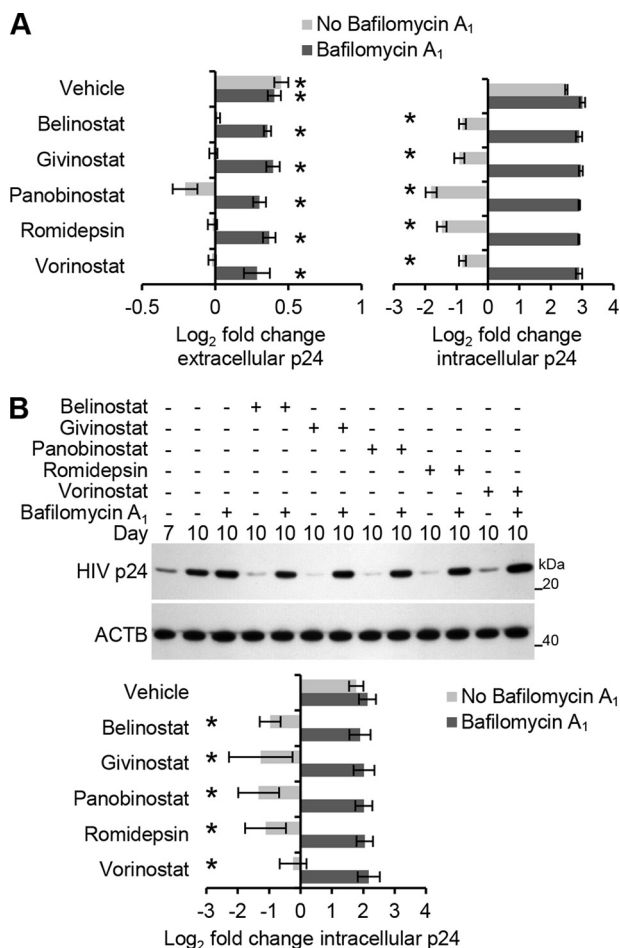 A
No Bafilomycin A1
Bafilomycin A1
Vehicle
*
*
Belinostat
*
*
Givinostat
*
*
Panobinostat
*
*
Romidepsin
*
*
Vorinostat
*
*
-0.5 0 0.5 1
-3 -2 -1 0 1 2 3 4
Log2 fold change
extracellular p24
Log2 fold change
intracellular p24
B
Belinostat - - - + + - - - - - - - -
Givinostat - - - - - + + - - - - - -
Panobinostat - - - - - - - + + - - - -
Romidepsin - - - - - - - - - + + - -
Vorinostat - - - - - - - - - - - + +
Bafilomycin A1 - - + - + - + - + - + - +
Day 7 10 10 10 10 10 10 10 10 10 10 10 10
HIV p24
kDa
20
ACTB
40
Vehicle
No Bafilomycin A1
Bafilomycin A1
Belinostat *
Givinostat *
Panobinostat *
Romidepsin *
Vorinostat *
-3 -2 -1 0 1 2 3 4
Log2 fold change intracellular p24